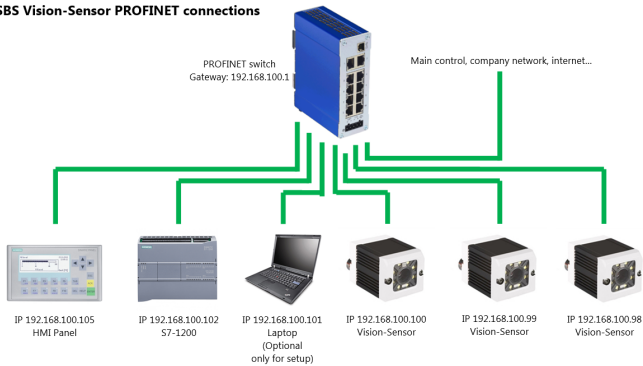 SBS Vision-Sensor PROFINET connections
PROFINET switch
Gateway: 192.168.100.1
Main control, company network, internet...
IP 192.168.100.105
HMI Panel
IP 192.168.100.102
S7-1200
IP 192.168.100.101
Laptop
(Optional
only for setup)
IP 192.168.100.100
Vision-Sensor
IP 192.168.100.99
Vision-Sensor
IP 192.168.100.98
Vision-Sensor